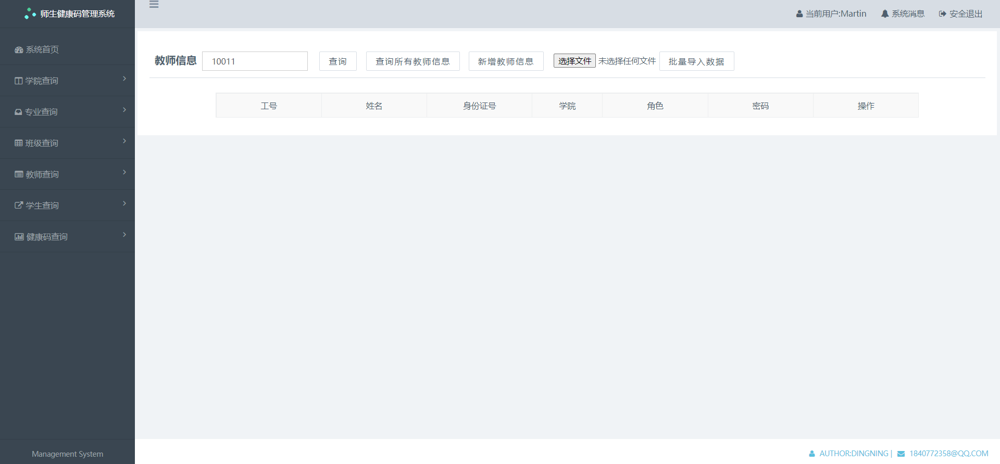 师生健康码管理系统
当前用户:Martin
系统消息
安全退出
系统首页
学院查询
专业查询
班级查询
教师查询
学生查询
健康码查询
教师信息 10011 查询 查询所有教师信息 新增教师信息 选择文件 未选择任何文件 批量导入数据
工号 姓名 身份证号 学院 角色 密码 操作
Management System
AUTHOR:DINGNING | 1840772358@QQ.COM